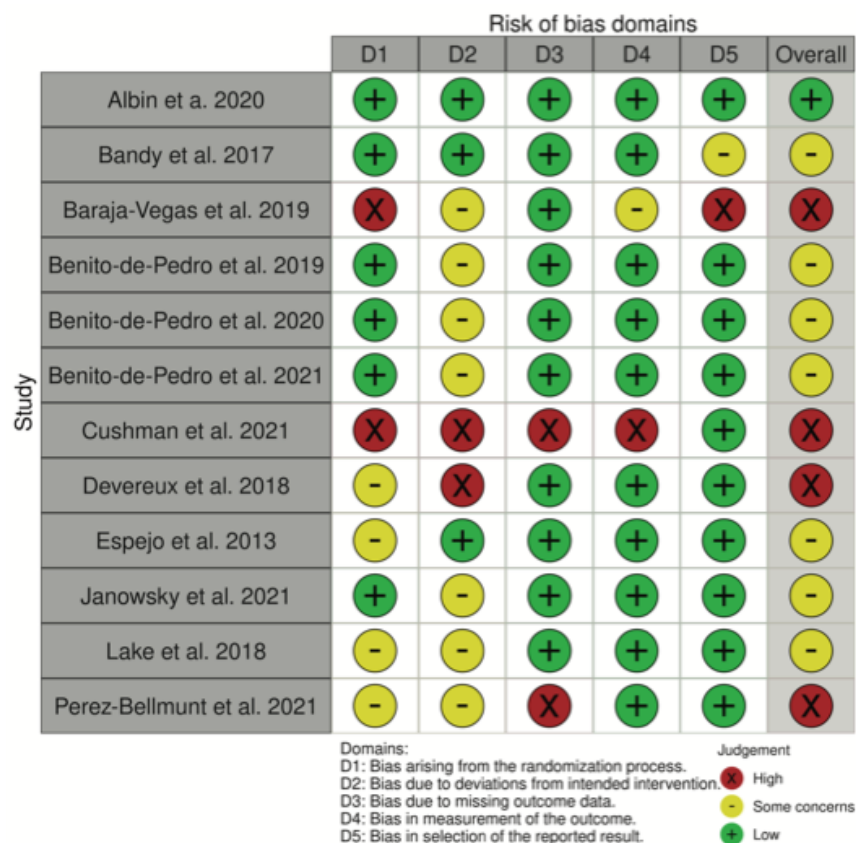 Risk of bias domains
D1 D2 D3 D4 D5 Overall
Study
Albin et a. 2020 + + + + + +
Bandy et al. 2017 + + + + - -
Baraja-Vegas et al. 2019 X - + - X X
Benito-de-Pedro et al. 2019 + - + + + -
Benito-de-Pedro et al. 2020 + - + + + -
Benito-de-Pedro et al. 2021 + - + + + -
Cushman et al. 2021 X X X X + X
Devereux et al. 2018 - X + + + X
Espejo et al. 2013 - + + + + -
Janowsky et al. 2021 + - + + + -
Lake et al. 2018 - - + + + -
Perez-Bellmunt et al. 2021 - - X + + X
Domains:
D1: Bias arising from the randomization process.
D2: Bias due to deviations from intended intervention.
D3: Bias due to missing outcome data.
D4: Bias in measurement of the outcome.
D5: Bias in selection of the reported result.
Judgement
X High
- Some concerns
+ Low